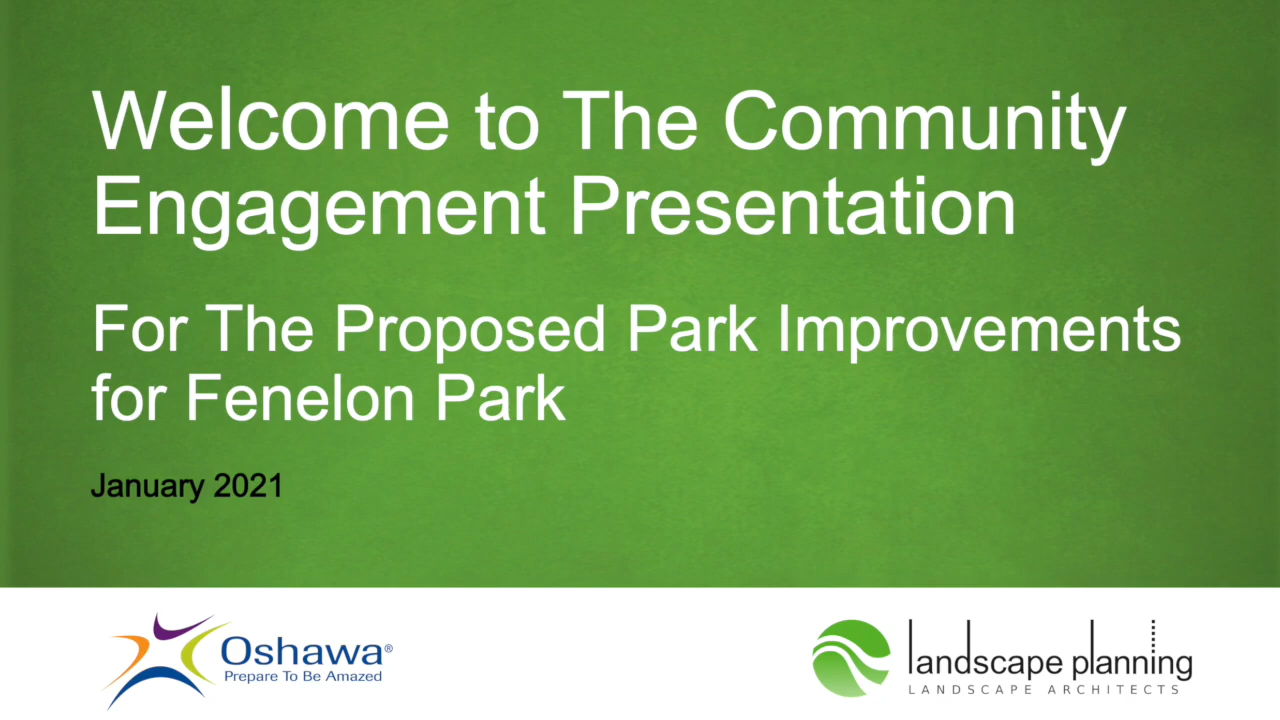 Welcome to The Community
Engagement Presentation
For The Proposed Park Improvements
for Fenelon Park
January 2021
Oshawa®
Prepare To Be Amazed
landscape planning
LANDSCAPE ARCHITECTS